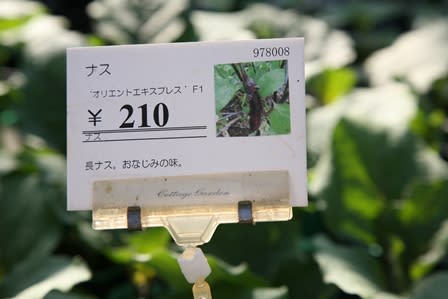 978008
ナス
'オリエントエキスプレス' F1
¥ 210
ナス
長ナス。おなじみの味。
Cottage Garden